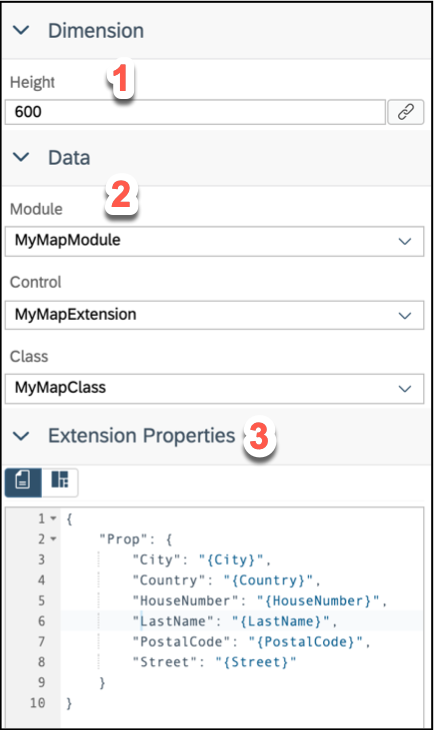 Dimension
1
Height
600
Data
2
Module
MyMapModule
Control
MyMapExtension
Class
MyMapClass
Extension Properties 3
1 {
2 "Prop": {
3 "City": "{City}",
4 "Country": "{Country}",
5 "HouseNumber": "{HouseNumber}",
6 "LastName": "{LastName}",
7 "PostalCode": "{PostalCode}",
8 "Street": "{Street}"
9 }
10 }